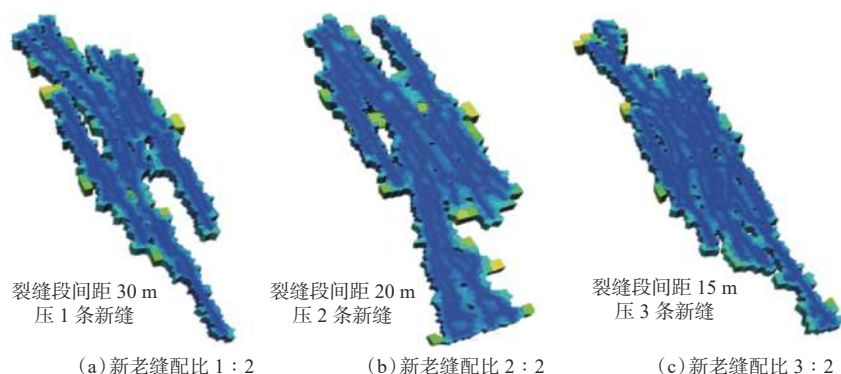 裂缝段间距 30 m
压 1 条新缝
裂缝段间距 20 m
压 2 条新缝
裂缝段间距 15 m
压 3 条新缝
(a)新老缝配比 1∶2
(b)新老缝配比 2∶2
(c)新老缝配比 3∶2